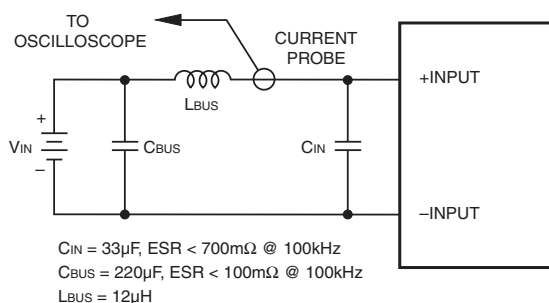 TO
OSCILLOSCOPE
CURRENT
PROBE
+INPUT
LBUS
+
VIN
–
CBUS
CIN
–INPUT
CIN = 33µF, ESR < 700mΩ @ 100kHz
CBUS = 220µF, ESR < 100mΩ @ 100kHz
LBUS = 12µH